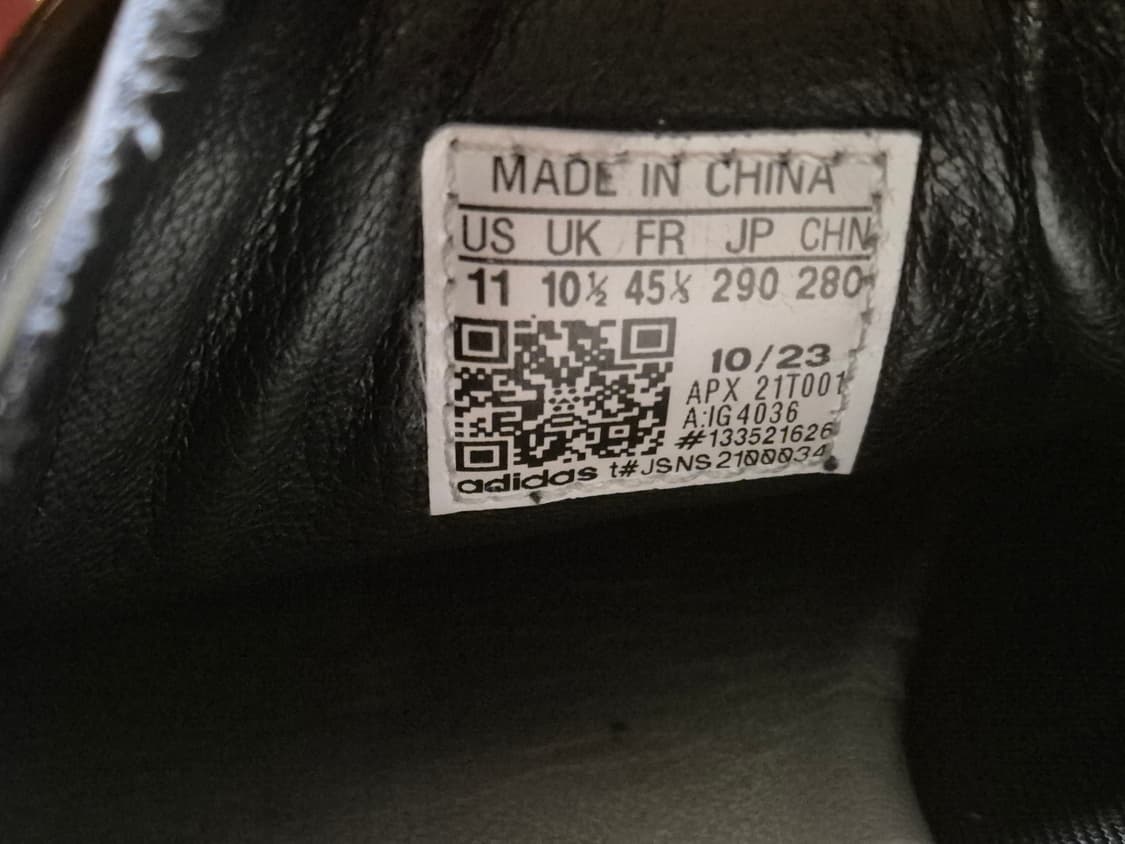 MADE IN CHINA
US UK FR JP CHN
11 10½ 45⅓ 290 280
10/23
APX 21T001
A:IG4036
#133521626
adidas t#JSNS2100034